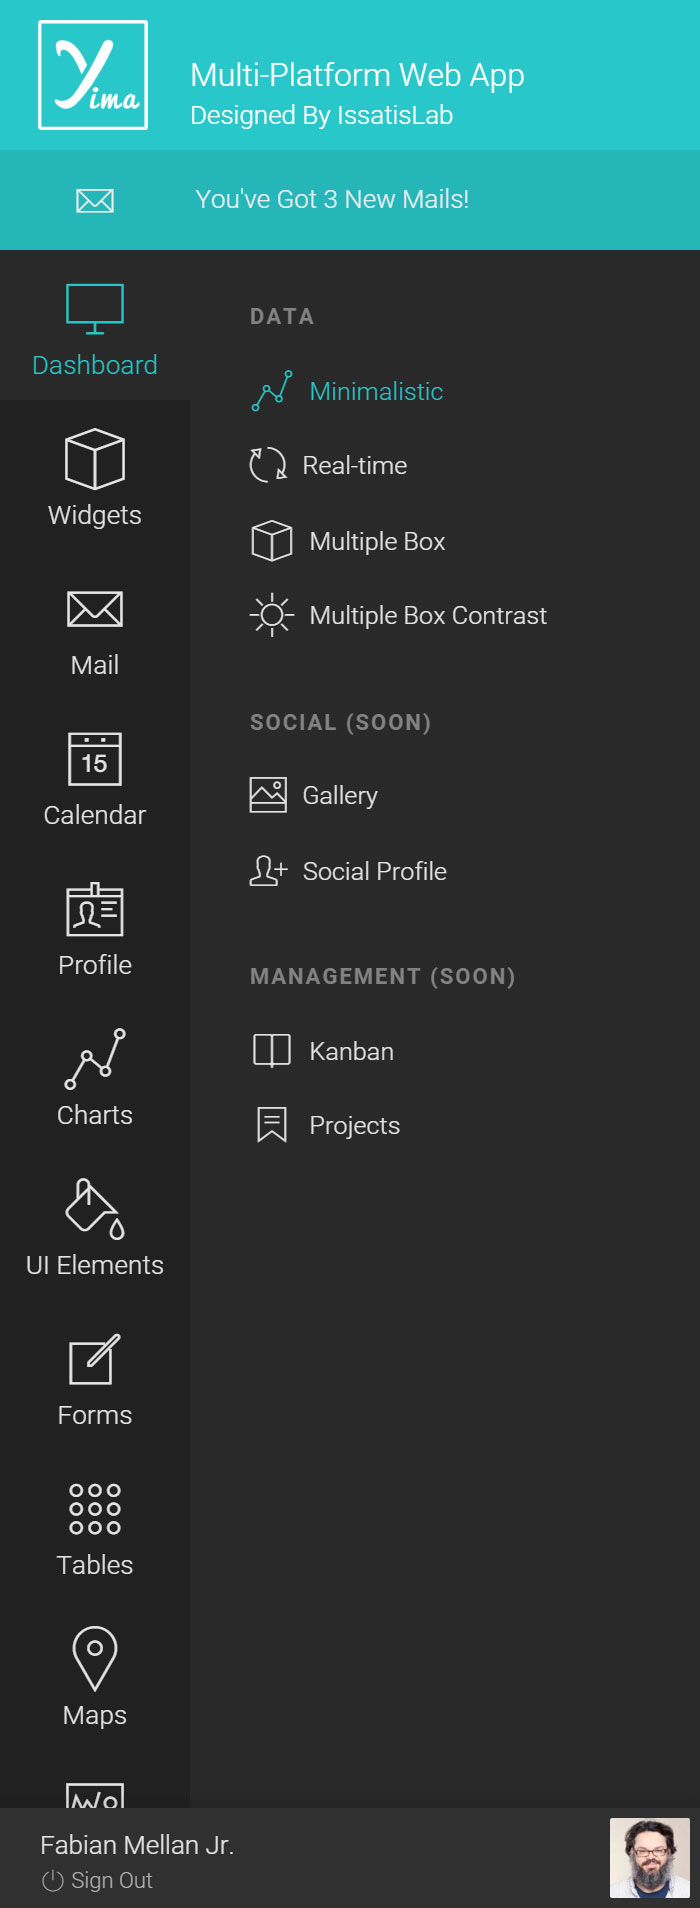 Yima
Multi-Platform Web App
Designed By IssatisLab
You've Got 3 New Mails!
Dashboard
Widgets
Mail
15
Calendar
Profile
Charts
UI Elements
Forms
Tables
Maps
DATA
Minimalistic
Real-time
Multiple Box
Multiple Box Contrast
SOCIAL (SOON)
Gallery
Social Profile
MANAGEMENT (SOON)
Kanban
Projects
Fabian Mellan Jr.
Sign Out